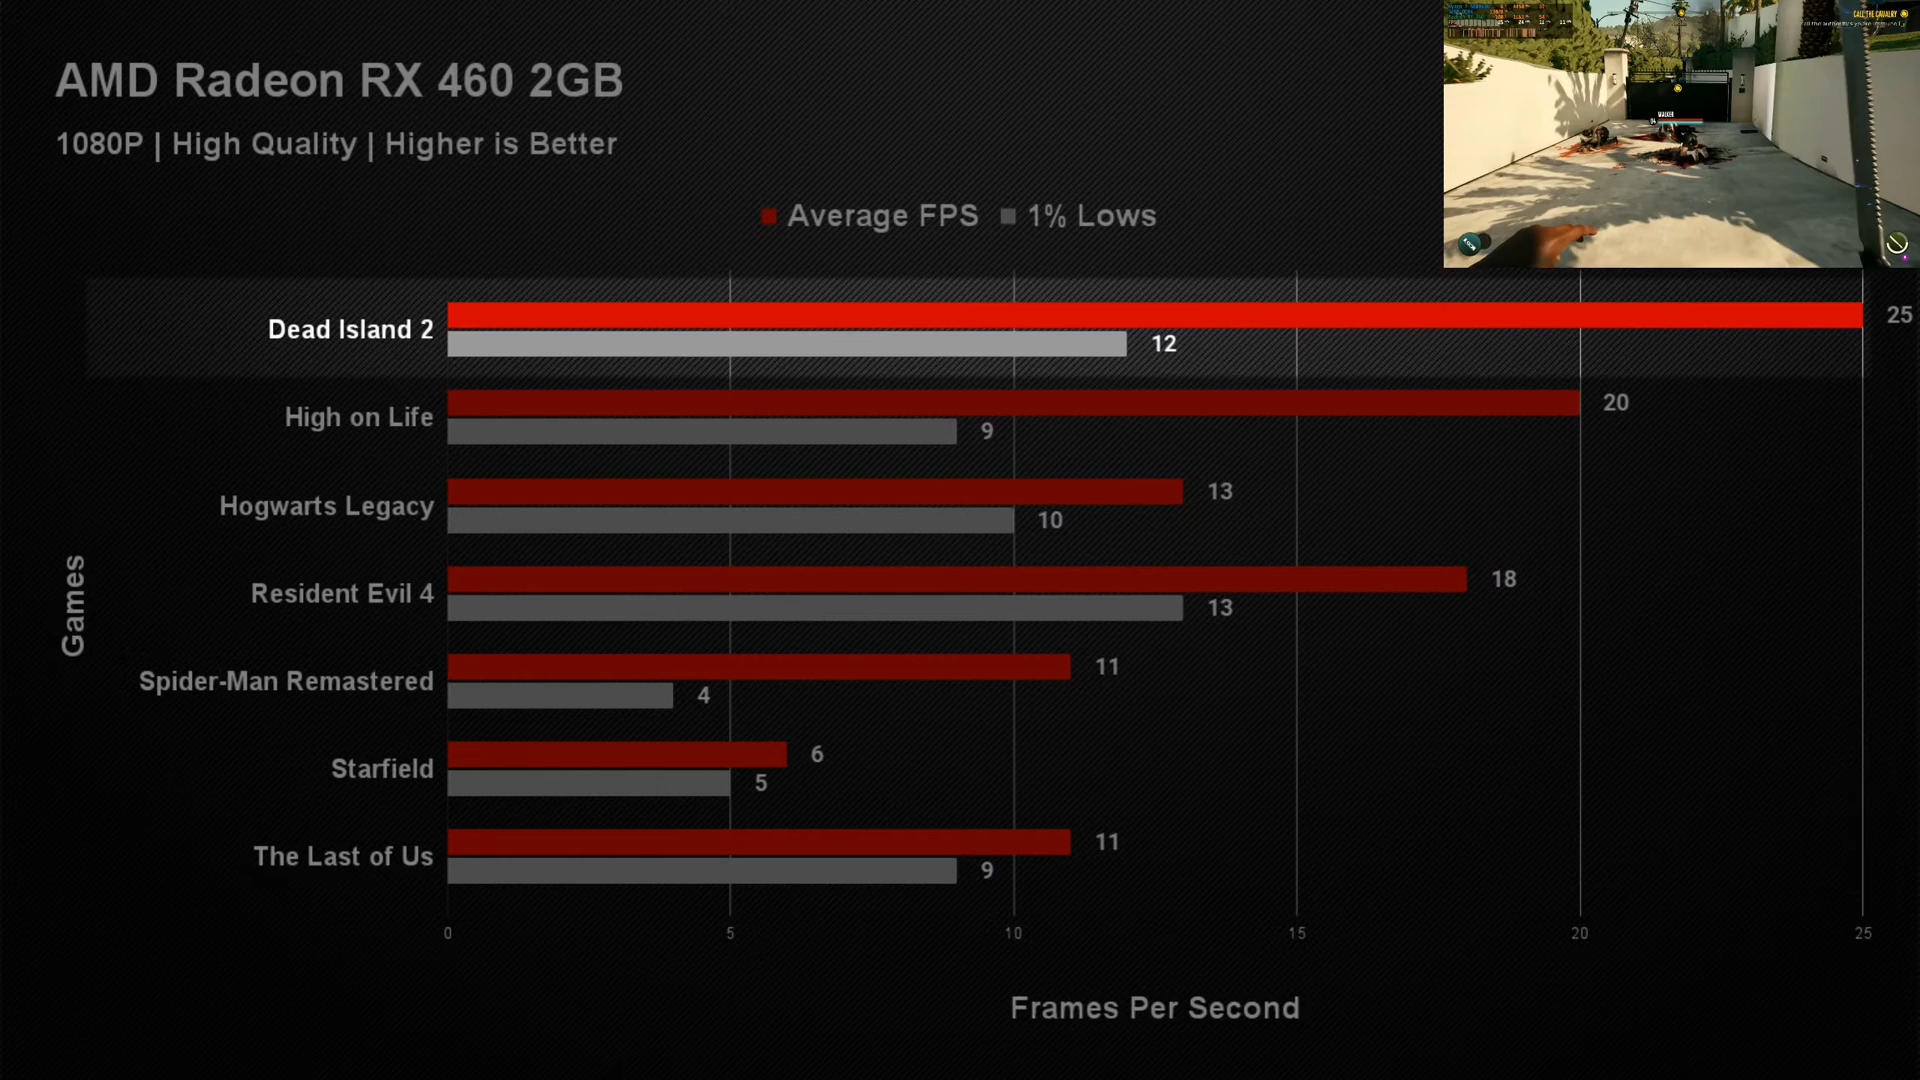 AMD Radeon RX 460 2GB
1080P | High Quality | Higher is Better
CALL THE CAVALRY
Average FPS 1% Lows
Dead Island 2
25
12
High on Life
20
9
Hogwarts Legacy
13
10
Resident Evil 4
18
13
Spider-Man Remastered
11
4
Starfield
6
5
The Last of Us
11
9
Games
0 5 10 15 20 25
Frames Per Second